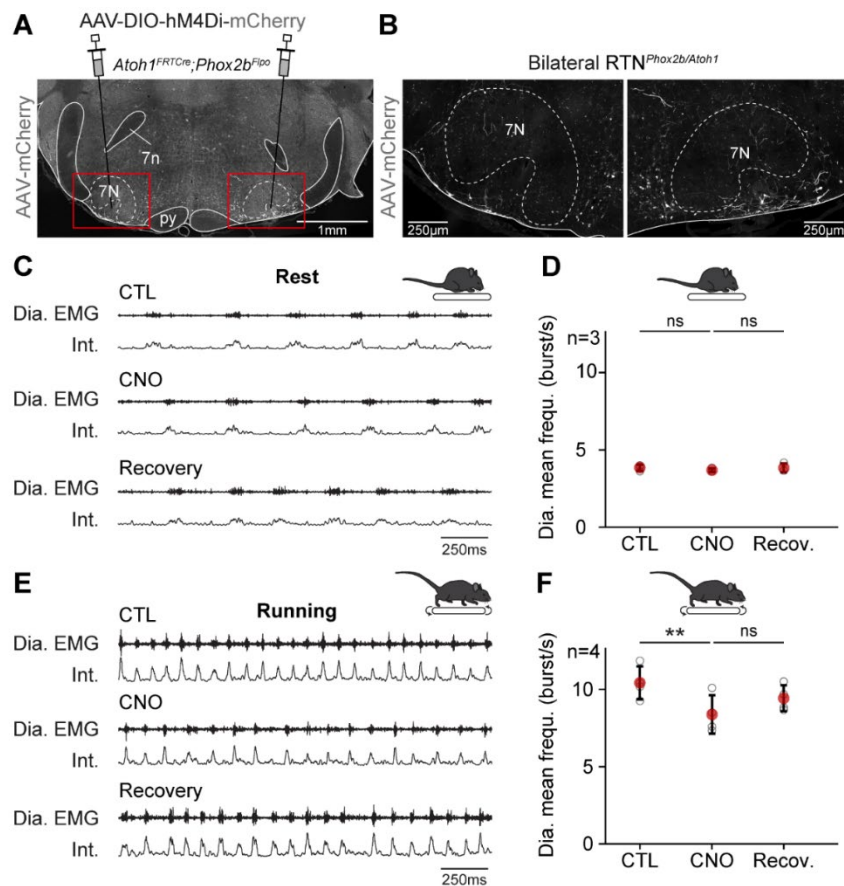 A
AAV-DIO-hM4Di-mCherry
Atoh1FRTCre;Phox2bFlpo
AAV-mCherry
7n
7N
py
1mm
B
Bilateral RTNPhox2b/Atoh1
AAV-mCherry
7N
7N
250µm
250µm
C
Rest
CTL
Dia. EMG
Int.
CNO
Dia. EMG
Int.
Recovery
Dia. EMG
Int.
250ms
D
ns
ns
n=3
Dia. mean frequ. (burst/s)
10
5
0
CTL
CNO
Recov.
E
Running
CTL
Dia. EMG
Int.
CNO
Dia. EMG
Int.
Recovery
Dia. EMG
Int.
250ms
F
**
ns
n=4
Dia. mean frequ. (burst/s)
10
5
0
CTL
CNO
Recov.